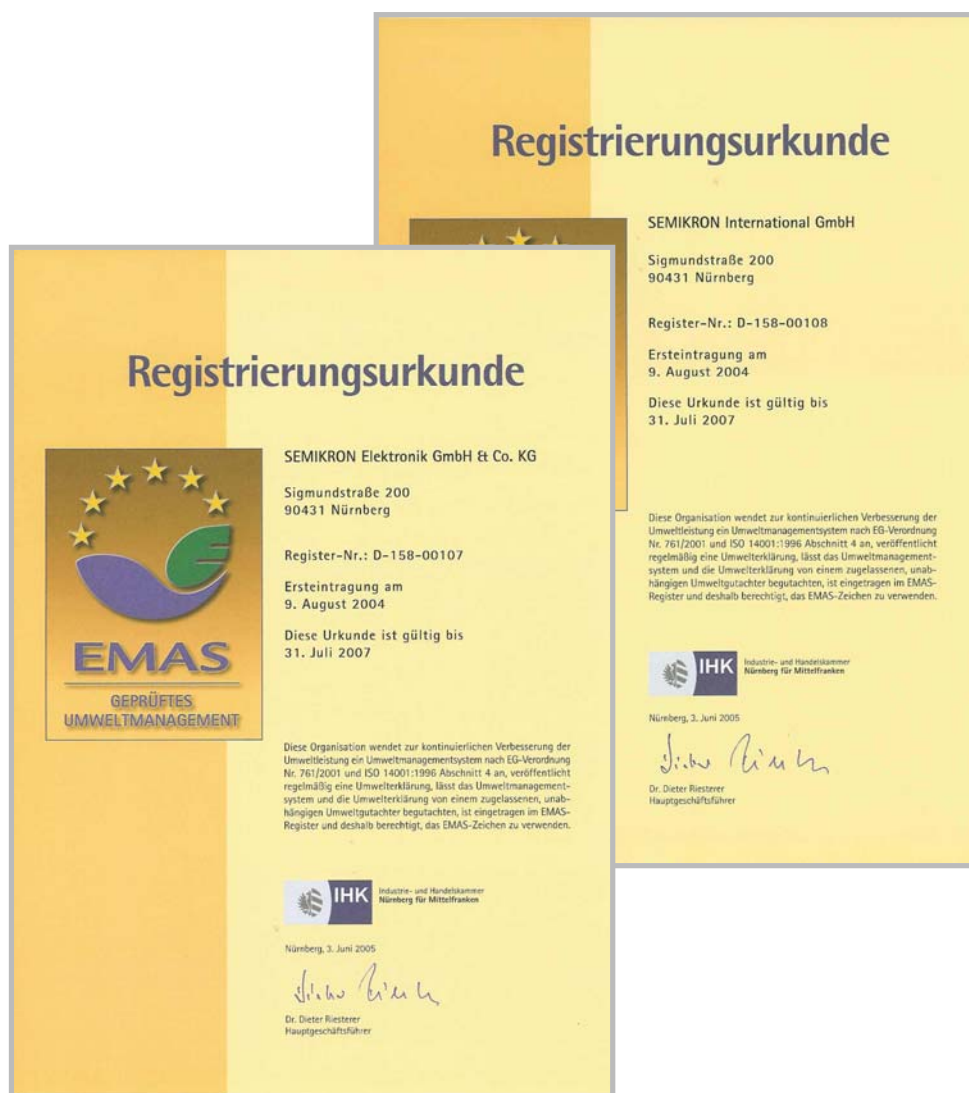 Registrierungsurkunde
SEMIKRON International GmbH
Sigmundstraße 200
90431 Nürnberg
Register-Nr.: D-158-00108
Ersteintragung am
9. August 2004
Diese Urkunde ist gültig bis
31. Juli 2007
Diese Organisation wendet zur kontinuierlichen Verbesserung der
Umweltleistung ein Umweltmanagementsystem nach EG-Verordnung
Nr. 761/2001 und ISO 14001:1996 Abschnitt 4 an, veröffentlicht
regelmäßig eine Umwelterklärung, lässt das Umweltmanagement-
system und die Umwelterklärung von einem zugelassenen, unab-
hängigen Umweltgutachter begutachten, ist eingetragen im EMAS-
Register und deshalb berechtigt, das EMAS-Zeichen zu verwenden.
IHK
Industrie- und Handelskammer
Nürnberg für Mittelfranken
Nürnberg, 3. Juni 2005
Dr. Dieter Riesterer
Hauptgeschäftsführer
Registrierungsurkunde
SEMIKRON Elektronik GmbH & Co. KG
Sigmundstraße 200
90431 Nürnberg
Register-Nr.: D-158-00107
Ersteintragung am
9. August 2004
Diese Urkunde ist gültig bis
31. Juli 2007
EMAS
GEPRÜFTES
UMWELTMANAGEMENT
Diese Organisation wendet zur kontinuierlichen Verbesserung der
Umweltleistung ein Umweltmanagementsystem nach EG-Verordnung
Nr. 761/2001 und ISO 14001:1996 Abschnitt 4 an, veröffentlicht
regelmäßig eine Umwelterklärung, lässt das Umweltmanagement-
system und die Umwelterklärung von einem zugelassenen, unab-
hängigen Umweltgutachter begutachten, ist eingetragen im EMAS-
Register und deshalb berechtigt, das EMAS-Zeichen zu verwenden.
IHK
Industrie- und Handelskammer
Nürnberg für Mittelfranken
Nürnberg, 3. Juni 2005
Dr. Dieter Riesterer
Hauptgeschäftsführer